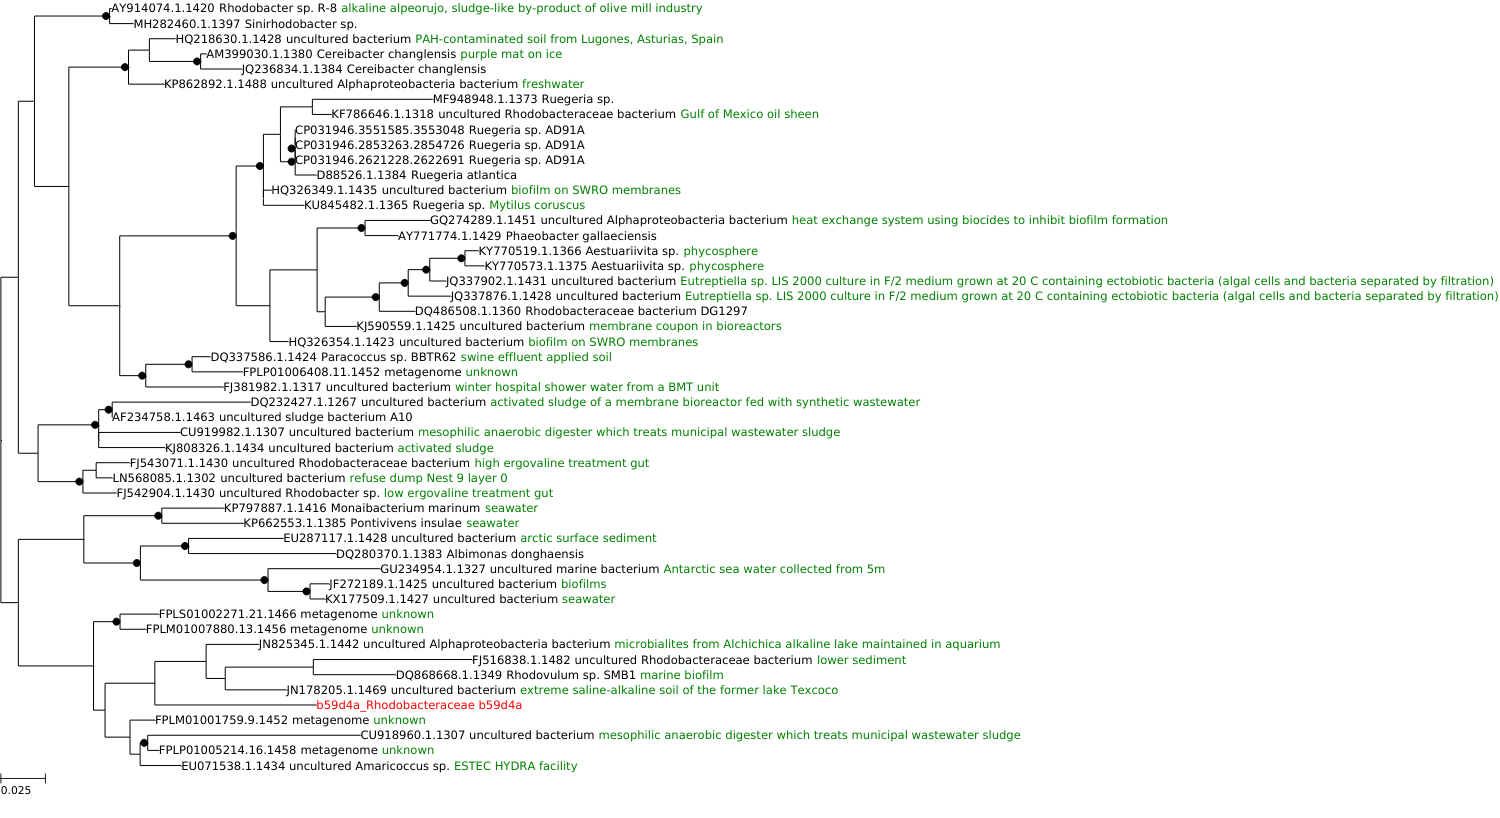 AY914074.1.1420 Rhodobacter sp. R-8 alkaline alpeorujo, sludge-like by-product of olive mill industry
MH282460.1.1397 Sinirhodobacter sp.
HQ218630.1.1428 uncultured bacterium PAH-contaminated soil from Lugones, Asturias, Spain
AM399030.1.1380 Cereibacter changlensis purple mat on ice
JQ236834.1.1384 Cereibacter changlensis
KP862892.1.1488 uncultured Alphaproteobacteria bacterium freshwater
MF948948.1.1373 Ruegeria sp.
KF786646.1.1318 uncultured Rhodobacteraceae bacterium Gulf of Mexico oil sheen
CP031946.3551585.3553048 Ruegeria sp. AD91A
CP031946.2853263.2854726 Ruegeria sp. AD91A
CP031946.2621228.2622691 Ruegeria sp. AD91A
D88526.1.1384 Ruegeria atlantica
HQ326349.1.1435 uncultured bacterium biofilm on SWRO membranes
KU845482.1.1365 Ruegeria sp. Mytilus coruscus
GQ274289.1.1451 uncultured Alphaproteobacteria bacterium heat exchange system using biocides to inhibit biofilm formation
AY771774.1.1429 Phaeobacter gallaeciensis
KY770519.1.1366 Aestuariivita sp. phycosphere
KY770573.1.1375 Aestuariivita sp. phycosphere
JQ337902.1.1431 uncultured bacterium Eutreptiella sp. LIS 2000 culture in F/2 medium grown at 20 C containing ectobiotic bacteria (algal cells and bacteria separated by filtration)
JQ337876.1.1428 uncultured bacterium Eutreptiella sp. LIS 2000 culture in F/2 medium grown at 20 C containing ectobiotic bacteria (algal cells and bacteria separated by filtration)
DQ486508.1.1360 Rhodobacteraceae bacterium DG1297
KJ590559.1.1425 uncultured bacterium membrane coupon in bioreactors
HQ326354.1.1423 uncultured bacterium biofilm on SWRO membranes
DQ337586.1.1424 Paracoccus sp. BBTR62 swine effluent applied soil
FPLP01006408.11.1452 metagenome unknown
FJ381982.1.1317 uncultured bacterium winter hospital shower water from a BMT unit
DQ232427.1.1267 uncultured bacterium activated sludge of a membrane bioreactor fed with synthetic wastewater
AF234758.1.1463 uncultured sludge bacterium A10
CU919982.1.1307 uncultured bacterium mesophilic anaerobic digester which treats municipal wastewater sludge
KJ808326.1.1434 uncultured bacterium activated sludge
FJ543071.1.1430 uncultured Rhodobacteraceae bacterium high ergovaline treatment gut
LN568085.1.1302 uncultured bacterium refuse dump Nest 9 layer 0
FJ542904.1.1430 uncultured Rhodobacter sp. low ergovaline treatment gut
KP797887.1.1416 Monaibacterium marinum seawater
KP662553.1.1385 Pontivivens insulae seawater
EU287117.1.1428 uncultured bacterium arctic surface sediment
DQ280370.1.1383 Albimonas donghaensis
GU234954.1.1327 uncultured marine bacterium Antarctic sea water collected from 5m
JF272189.1.1425 uncultured bacterium biofilms
KX177509.1.1427 uncultured bacterium seawater
FPLS01002271.21.1466 metagenome unknown
FPLM01007880.13.1456 metagenome unknown
JN825345.1.1442 uncultured Alphaproteobacteria bacterium microbialites from Alchichica alkaline lake maintained in aquarium
FJ516838.1.1482 uncultured Rhodobacteraceae bacterium lower sediment
DQ868668.1.1349 Rhodovulum sp. SMB1 marine biofilm
JN178205.1.1469 uncultured bacterium extreme saline-alkaline soil of the former lake Texcoco
b59d4a_Rhodobacteraceae b59d4a
FPLM01001759.9.1452 metagenome unknown
CU918960.1.1307 uncultured bacterium mesophilic anaerobic digester which treats municipal wastewater sludge
FPLP01005214.16.1458 metagenome unknown
EU071538.1.1434 uncultured Amaricoccus sp. ESTEC HYDRA facility
0.025